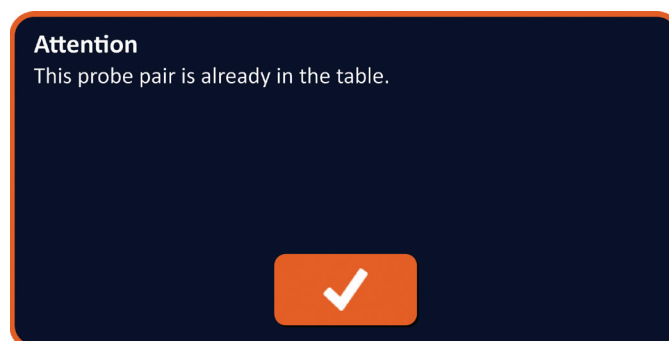 Attention
This probe pair is already in the table.